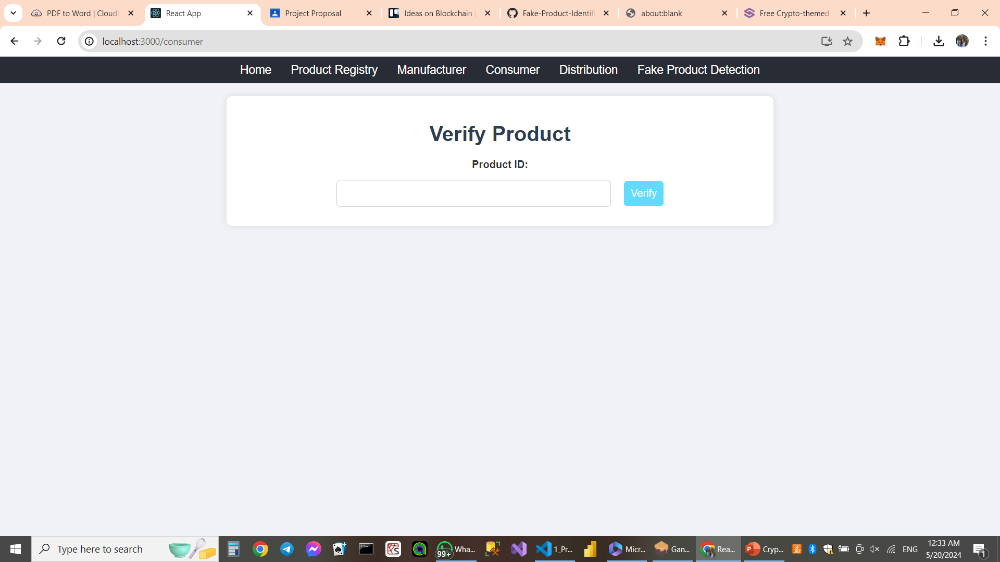 PDF to Word | Cloud
React App
Project Proposal
Ideas on Blockchain |
Fake-Product-Identifi
about:blank
Free Crypto-themed
localhost:3000/consumer
Home
Product Registry
Manufacturer
Consumer
Distribution
Fake Product Detection
Verify Product
Product ID:
Verify
Type here to search
99+
Wha...
1_Pr...
Micr...
Gan...
Rea...
Cryp...
ENG
12:33 AM
5/20/2024
1